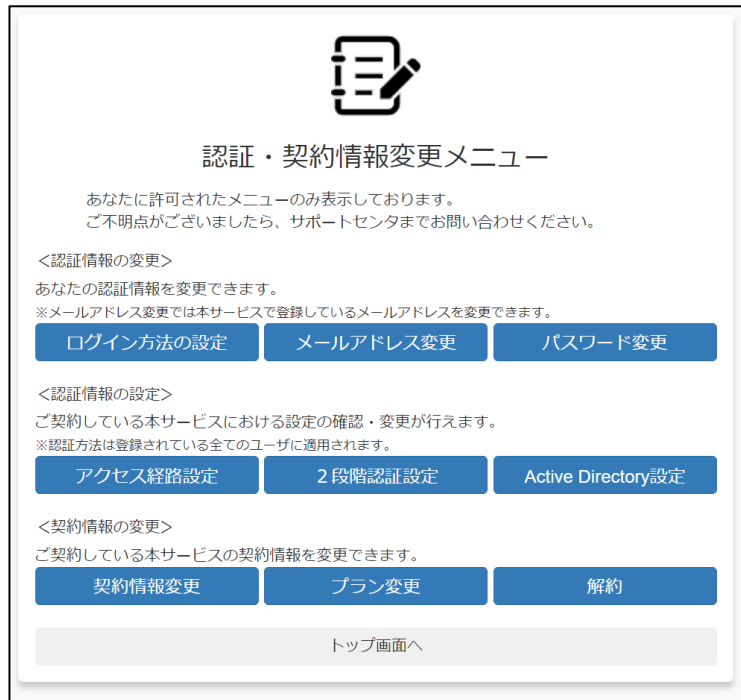 認証・契約情報変更メニュー
あなたに許可されたメニューのみ表示しております。
ご不明点がございましたら、サポートセンタまでお問い合わせください。
＜認証情報の変更＞
あなたの認証情報を変更できます。
※メールアドレス変更では本サービスで登録しているメールアドレスを変更できます。
ログイン方法の設定 メールアドレス変更 パスワード変更
＜認証情報の設定＞
ご契約している本サービスにおける設定の確認・変更が行えます。
※認証方法は登録されている全てのユーザに適用されます。
アクセス経路設定 ２段階認証設定 Active Directory設定
＜契約情報の変更＞
ご契約している本サービスの契約情報を変更できます。
契約情報変更 プラン変更 解約
トップ画面へ